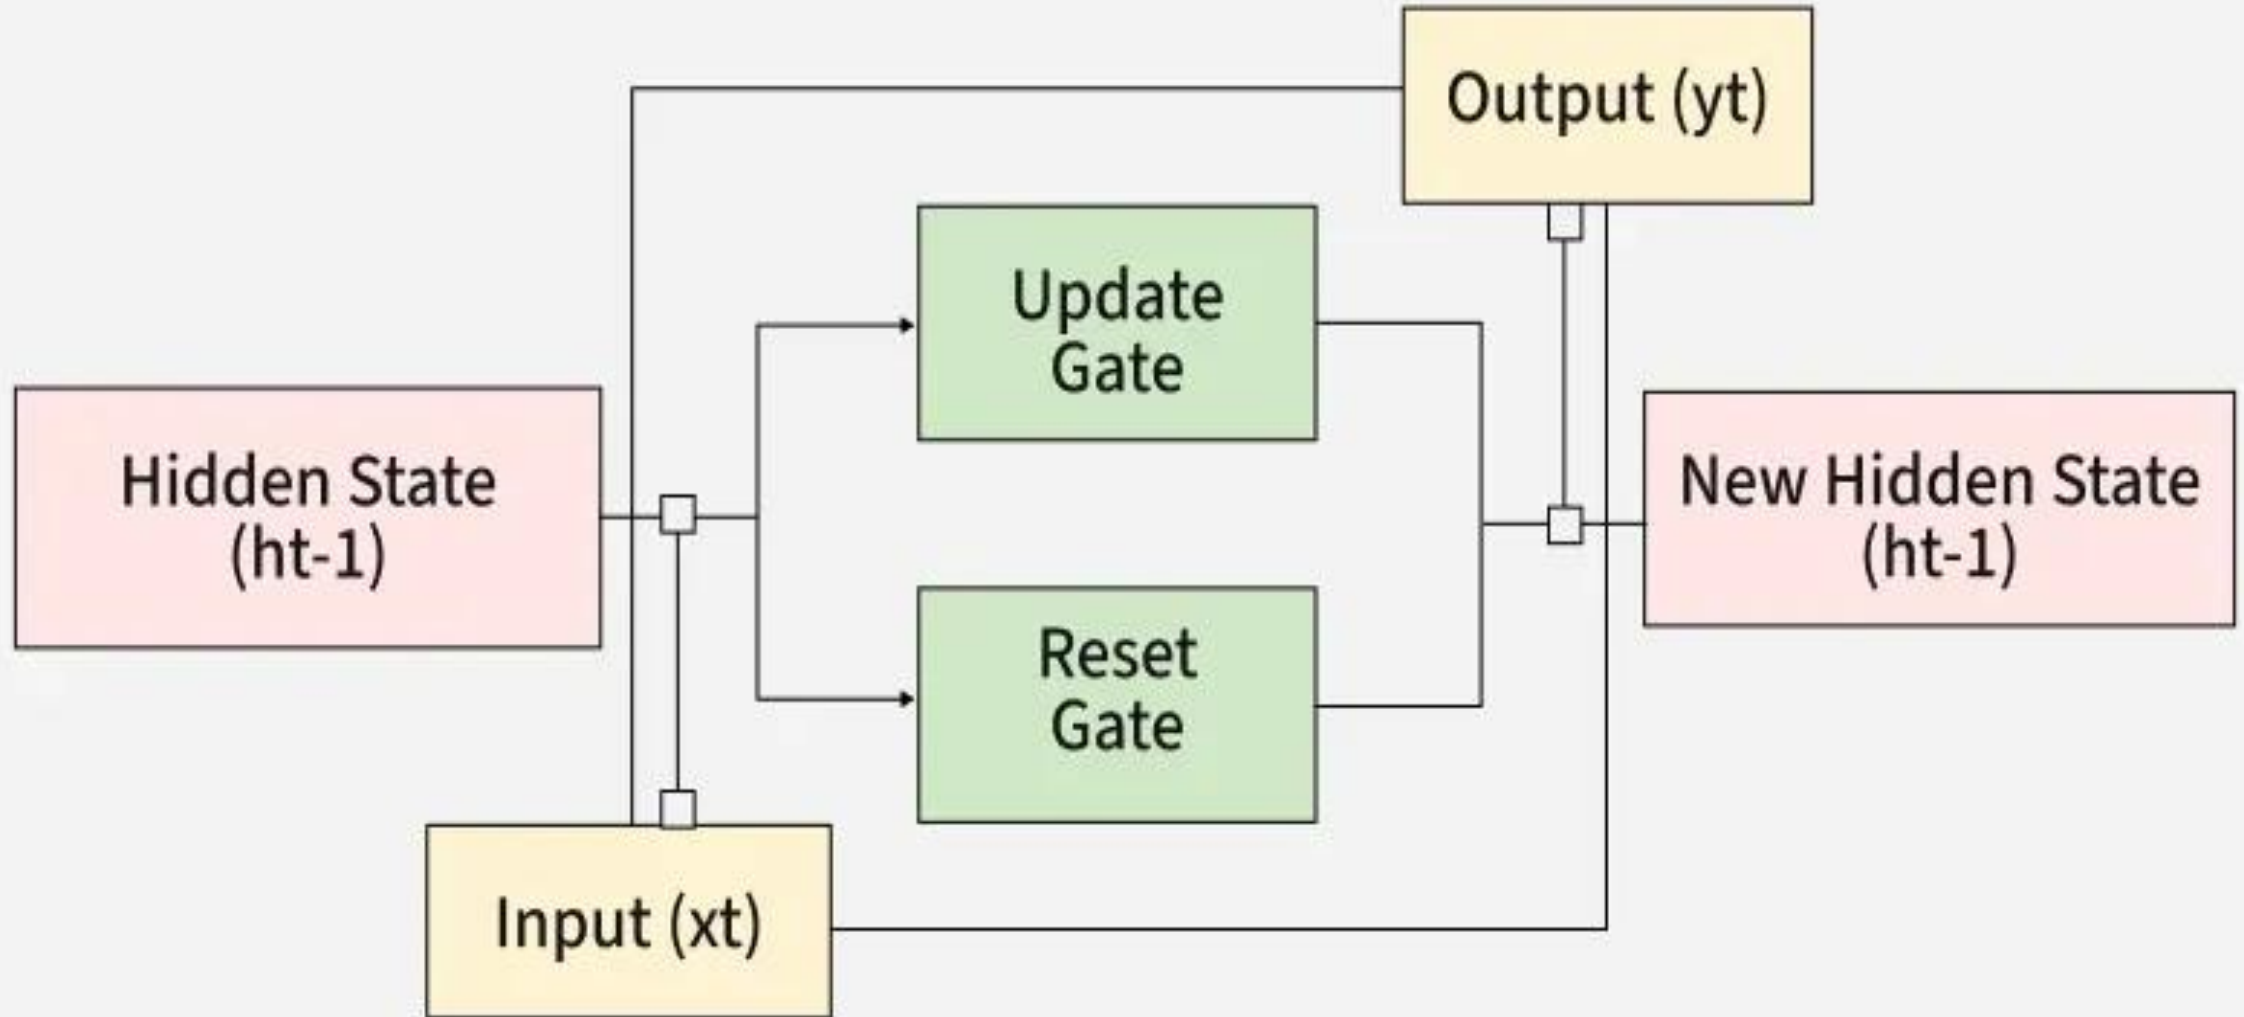 Output (yt)
Update
Gate
Hidden State
(ht-1)
New Hidden State
(ht-1)
Reset
Gate
Input (xt)